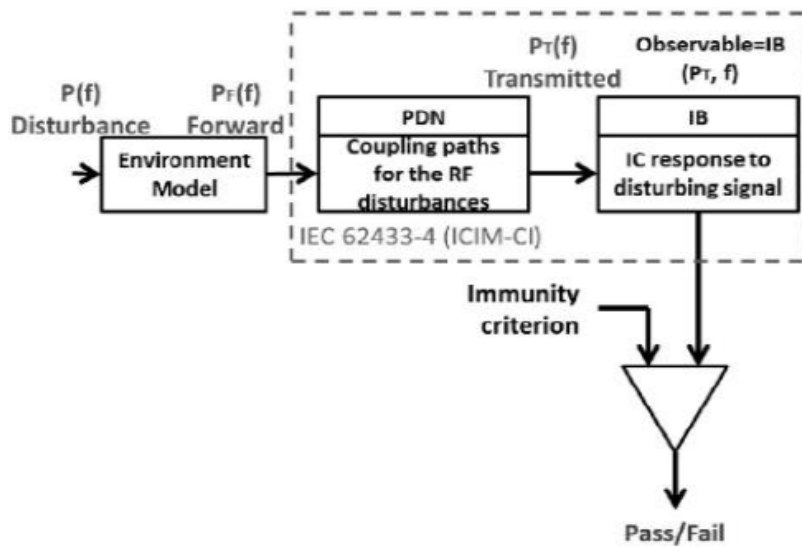 P(f)
Disturbance
PF(f)
Forward
Environment
Model
PDN
Coupling paths
for the RF
disturbances
PT(f)
Transmitted
Observable=IB
(PT, f)
IB
IC response to
disturbing signal
IEC 62433-4 (ICIM-CI)
Immunity
criterion
Pass/Fail